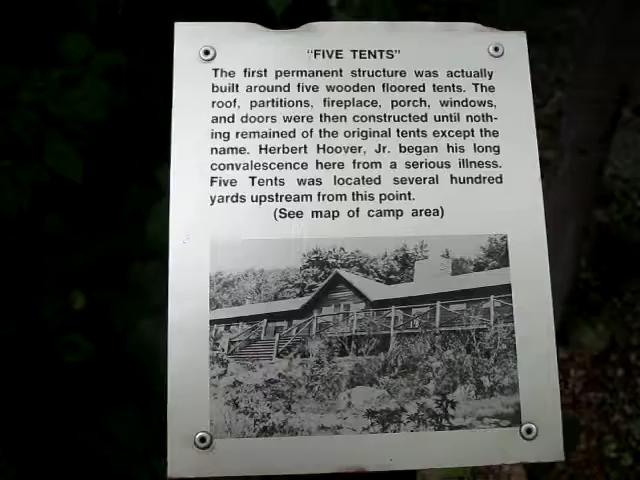 "FIVE TENTS"
The first permanent structure was actually
built around five wooden floored tents. The
roof, partitions, fireplace, porch, windows,
and doors were then constructed until noth-
ing remained of the original tents except the
name. Herbert Hoover, Jr. began his long
convalescence here from a serious illness.
Five Tents was located several hundred
yards upstream from this point.
(See map of camp area)